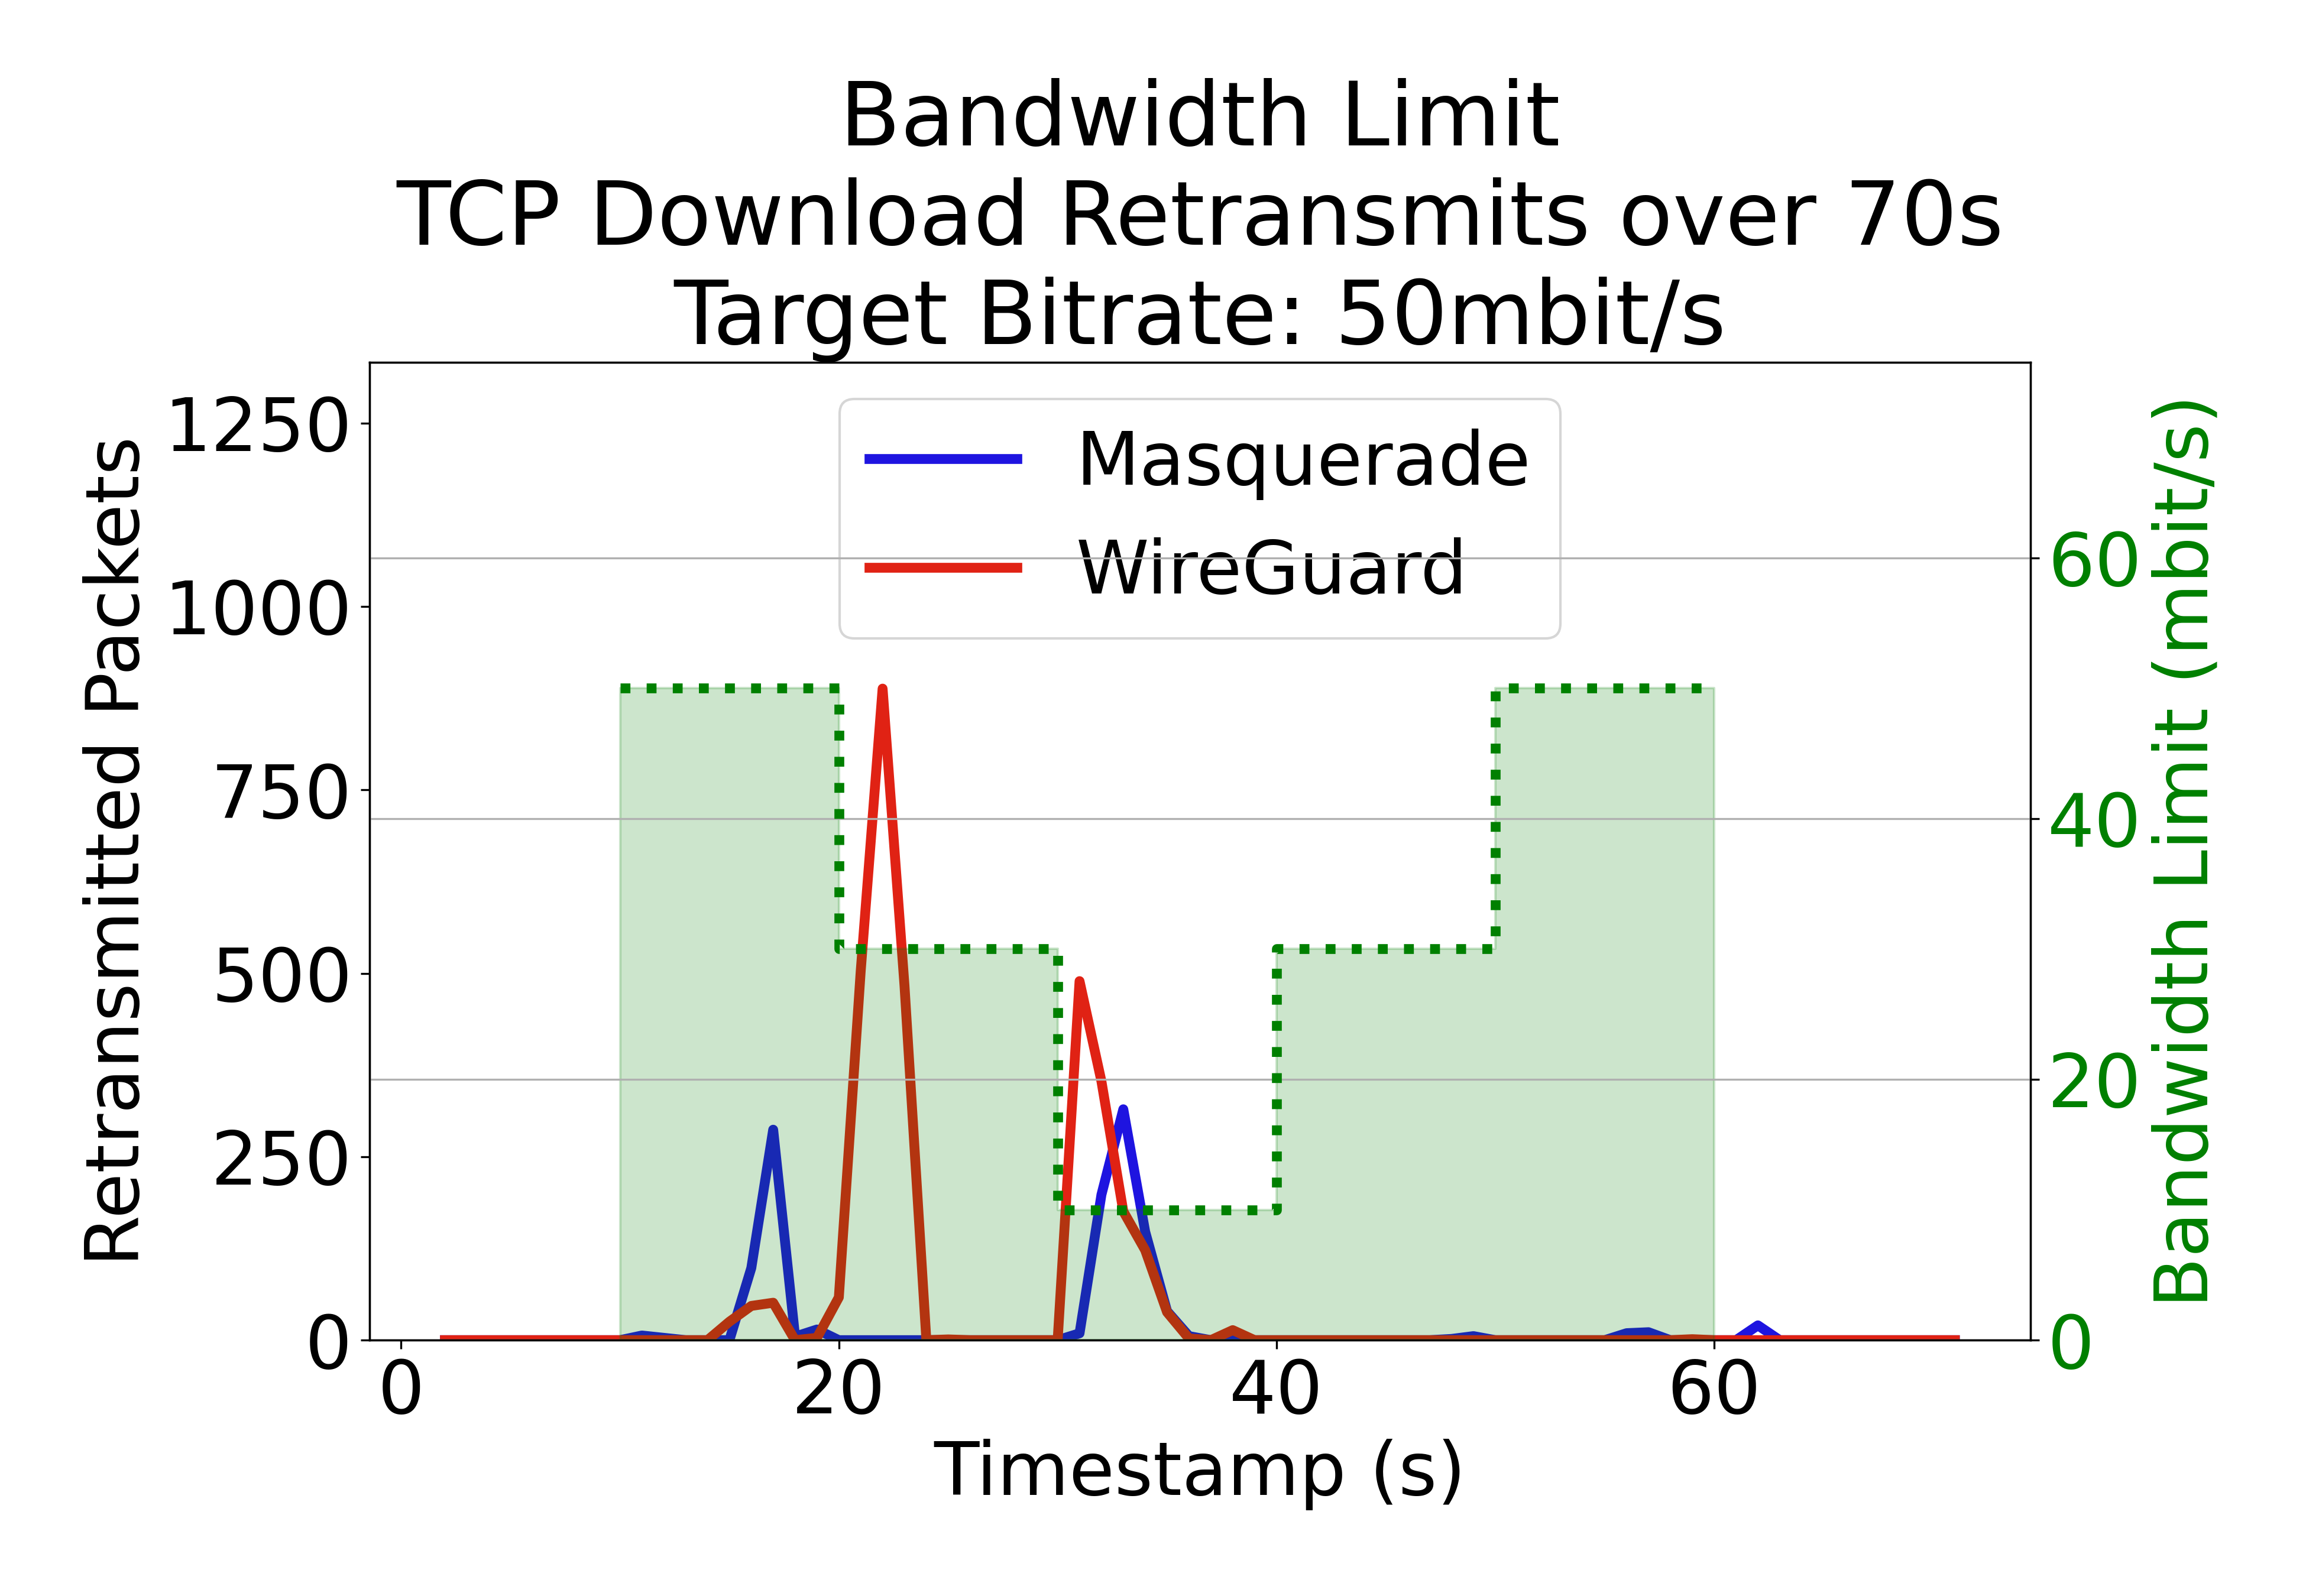 Bandwidth Limit
TCP Download Retransmits over 70s
Target Bitrate: 50mbit/s
Retransmitted Packets
1250
1000
750
500
250
0
Masquerade
WireGuard
60
40
20
0
Bandwidth Limit (mbit/s)
0 20 40 60
Timestamp (s)